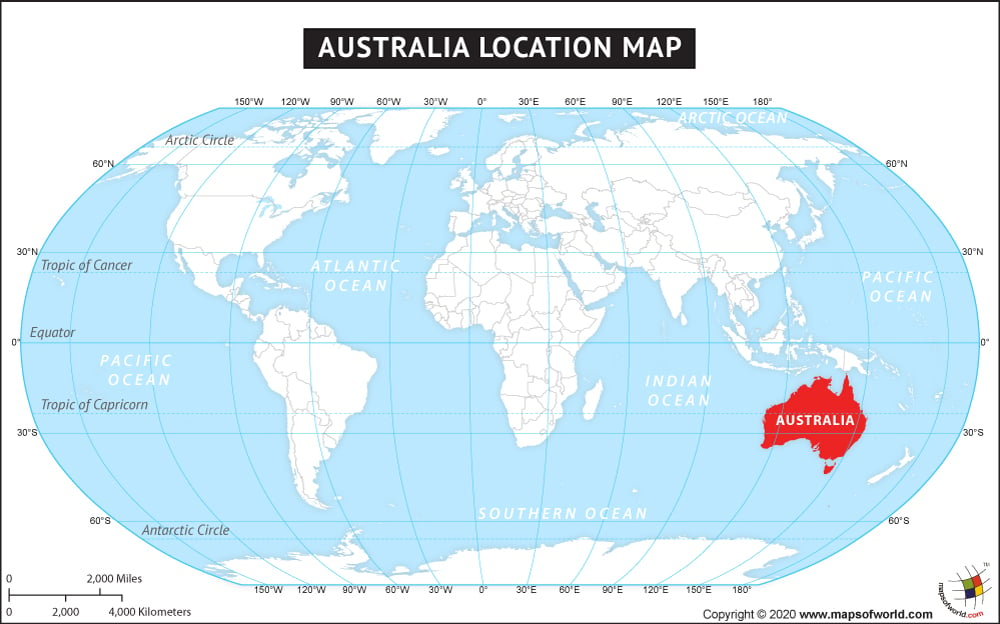 AUSTRALIA LOCATION MAP
150°W 120°W 90°W 60°W 30°W 0° 30°E 60°E 90°E 120°E 150°E 180°
ARCTIC OCEAN
Arctic Circle
60°N 60°N
30°N 30°N
Tropic of Cancer
ATLANTIC
OCEAN
PACIFIC
OCEAN
Equator
0° 0°
PACIFIC
OCEAN
INDIAN
OCEAN
Tropic of Capricorn
AUSTRALIA
30°S 30°S
SOUTHERN OCEAN
60°S 60°S
Antarctic Circle
150°W 120°W 90°W 60°W 30°W 0° 30°E 60°E 90°E 120°E 150°E 180°
0 2,000 Miles
0 2,000 4,000 Kilometers
Copyright © 2020 www.mapsofworld.com
mapsofworld.com
TM